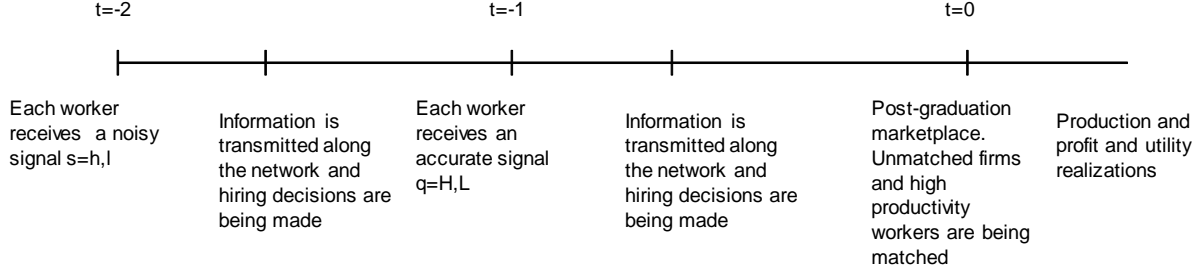 t=-2
t=-1
t=0
Each worker
receives a noisy
signal s=h,l
Information is
transmitted along
the network and
hiring decisions are
being made
Each worker
receives an
accurate signal
q=H,L
Information is
transmitted along
the network and
hiring decisions are
being made
Post-graduation
marketplace.
Unmatched firms
and high
productivity
workers are being
matched
Production and
profit and utility
realizations